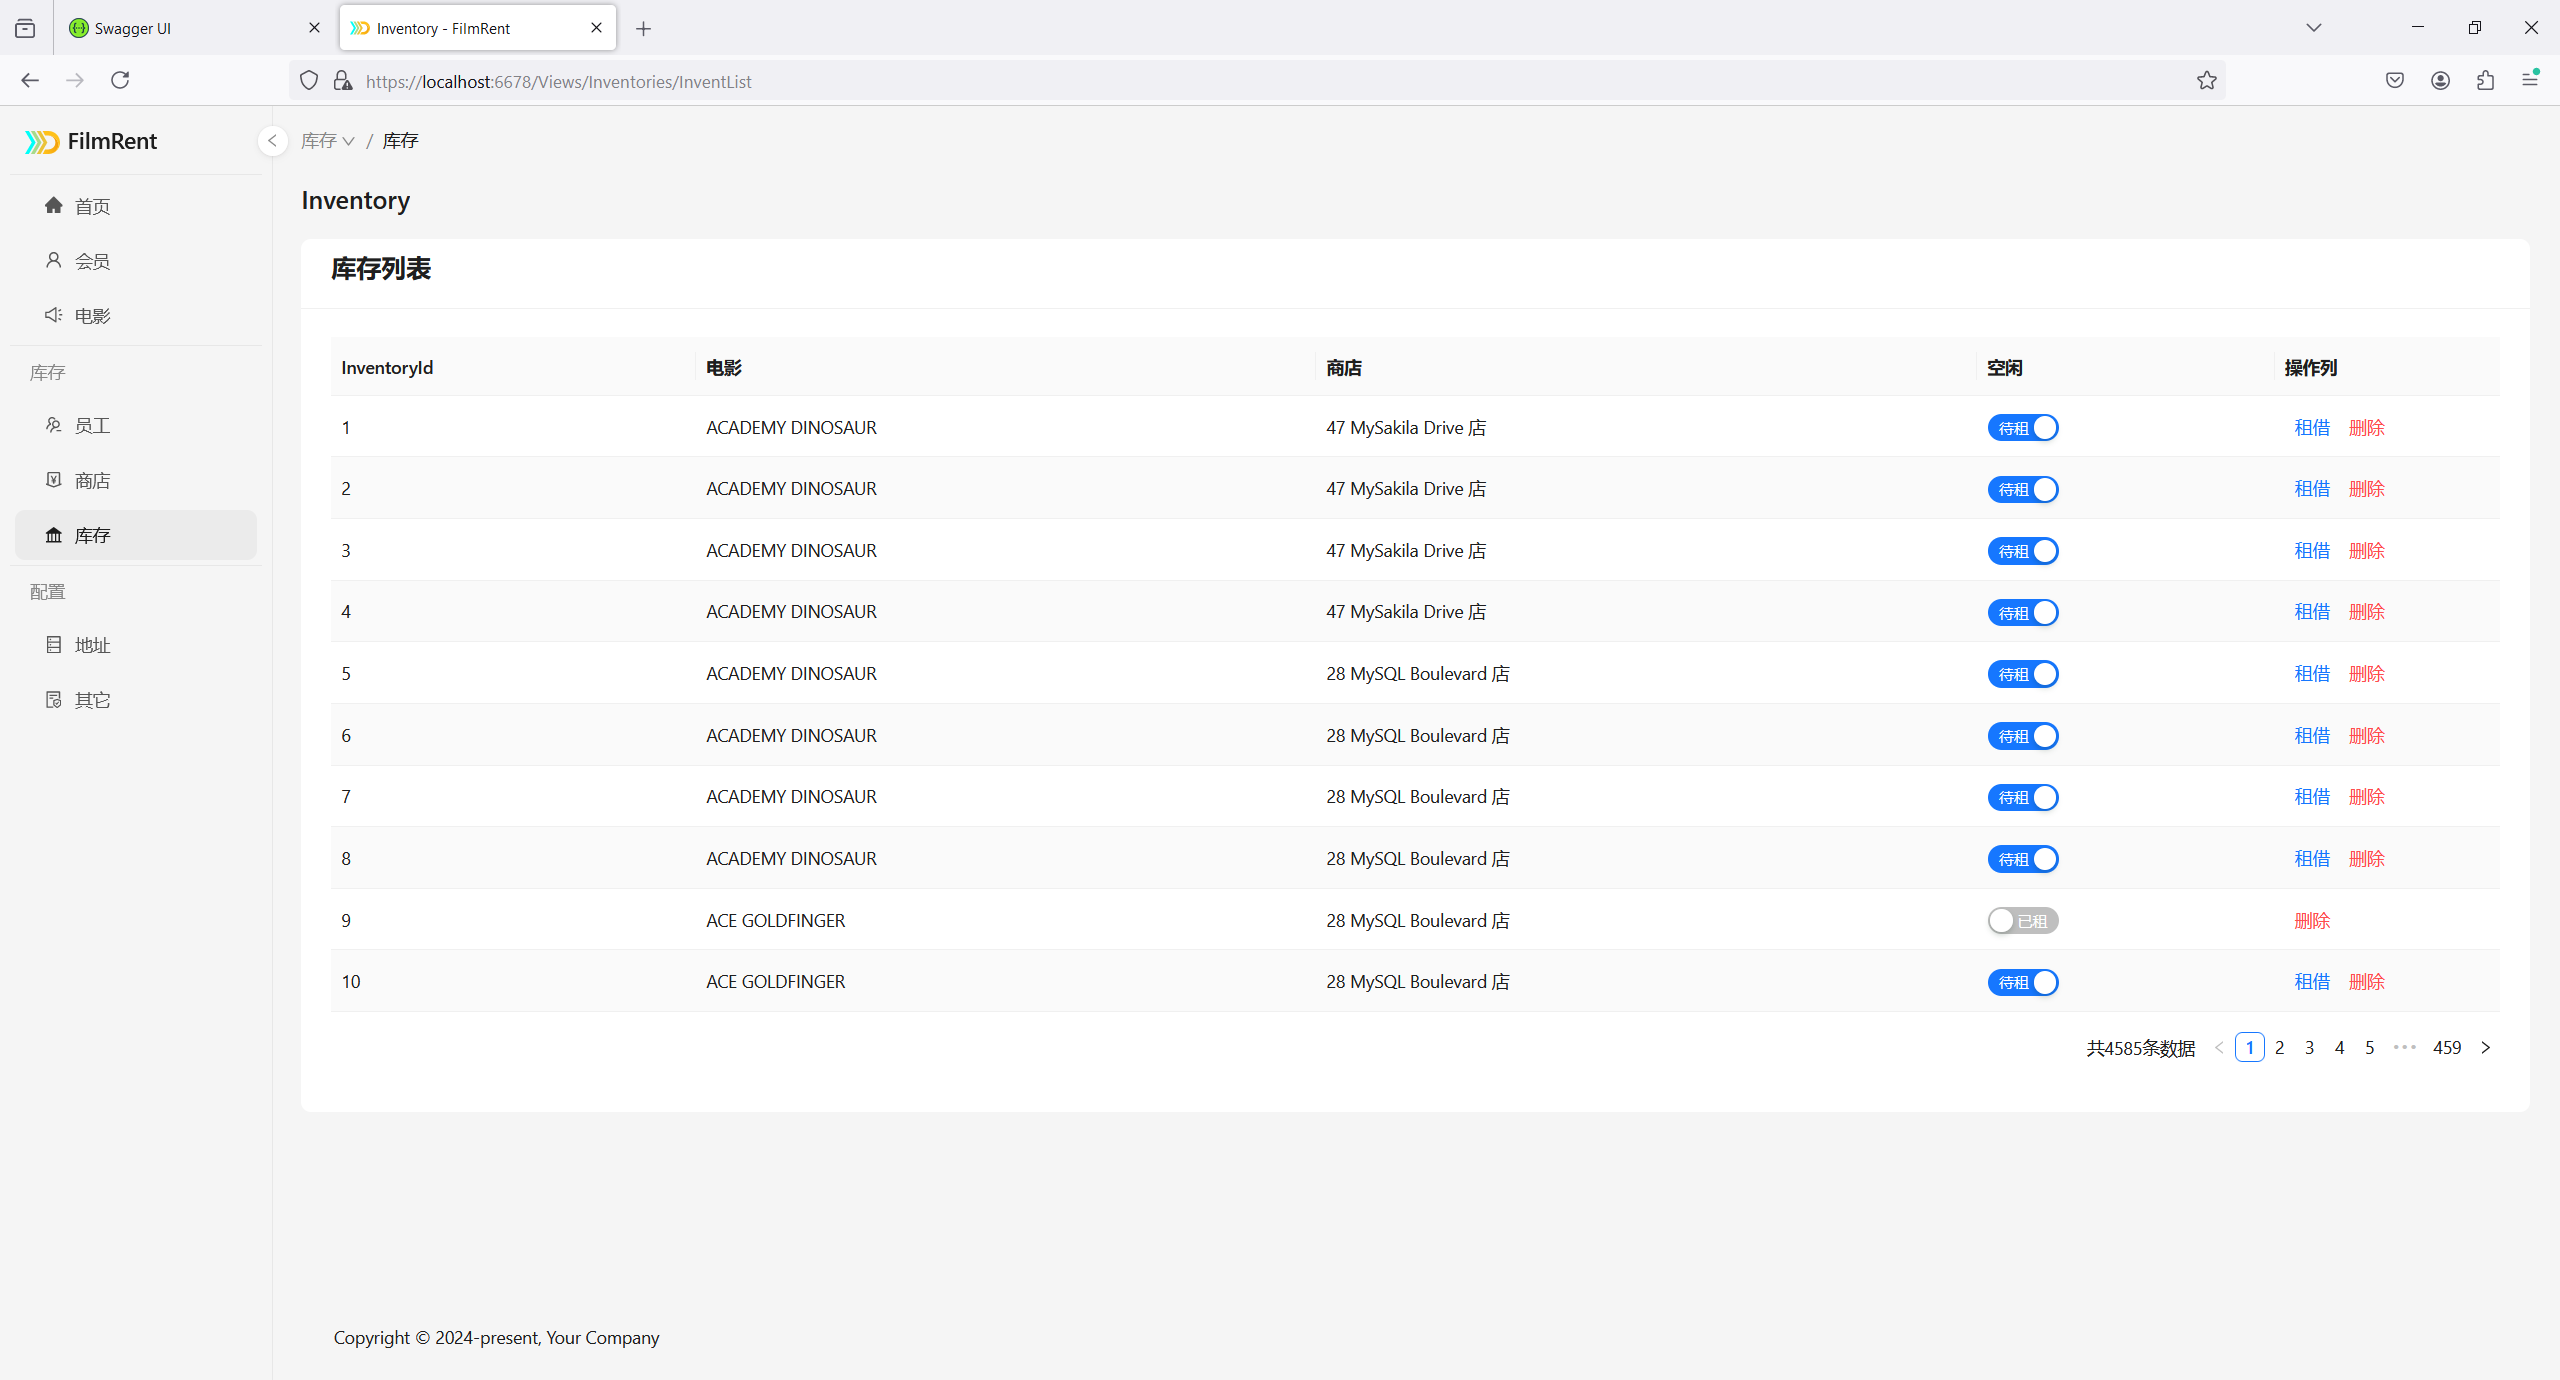 Swagger UI
Inventory - FilmRent
https://localhost:6678/Views/Inventories/InventList
FilmRent
首页
会员
电影
库存
员工
商店
库存
配置
地址
其它
库存 / 库存
Inventory
库存列表
InventoryId 电影 商店 空闲 操作列
1 ACADEMY DINOSAUR 47 MySakila Drive 店 待租 租借 删除
2 ACADEMY DINOSAUR 47 MySakila Drive 店 待租 租借 删除
3 ACADEMY DINOSAUR 47 MySakila Drive 店 待租 租借 删除
4 ACADEMY DINOSAUR 47 MySakila Drive 店 待租 租借 删除
5 ACADEMY DINOSAUR 28 MySQL Boulevard 店 待租 租借 删除
6 ACADEMY DINOSAUR 28 MySQL Boulevard 店 待租 租借 删除
7 ACADEMY DINOSAUR 28 MySQL Boulevard 店 待租 租借 删除
8 ACADEMY DINOSAUR 28 MySQL Boulevard 店 待租 租借 删除
9 ACE GOLDFINGER 28 MySQL Boulevard 店 已租 删除
10 ACE GOLDFINGER 28 MySQL Boulevard 店 待租 租借 删除
共4585条数据 1 2 3 4 5 ••• 459
Copyright © 2024-present, Your Company